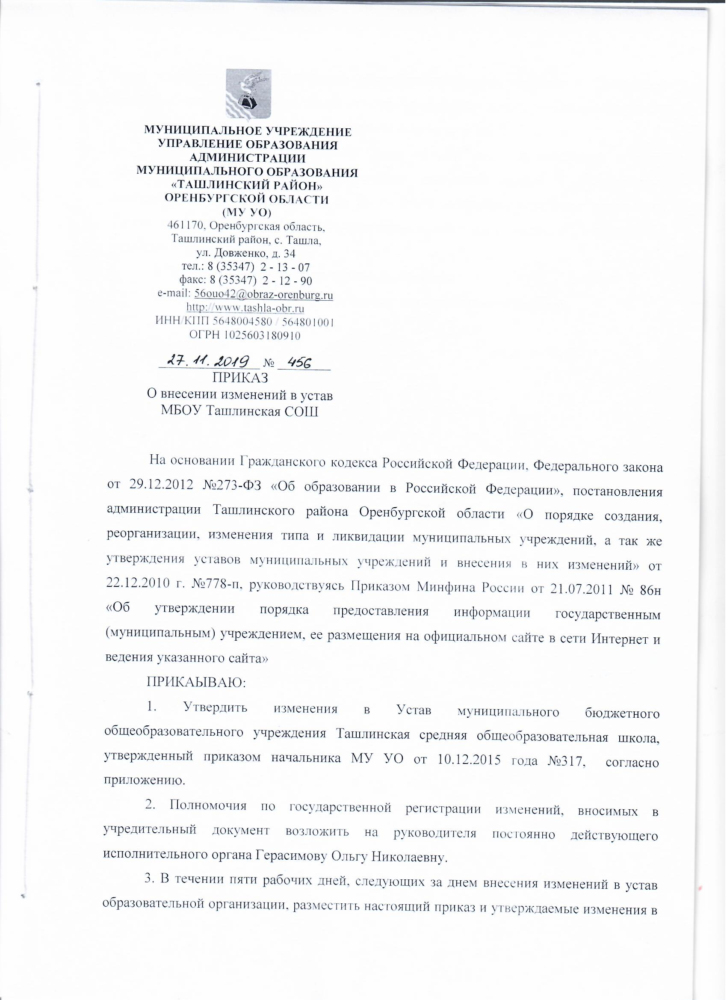 МУНИЦИПАЛЬНОЕ УЧРЕЖДЕНИЕ
УПРАВЛЕНИЕ ОБРАЗОВАНИЯ
АДМИНИСТРАЦИИ
МУНИЦИПАЛЬНОГО ОБРАЗОВАНИЯ
«ТАШЛИНСКИЙ РАЙОН»
ОРЕНБУРГСКОЙ ОБЛАСТИ
(МУ УО)
461170, Оренбургская область,
Ташлинский район, с. Ташла,
ул. Довженко, д. 34
тел.: 8 (35347) 2 - 13 - 07
факс: 8 (35347) 2 - 12 - 90
e-mail: 56ouo42@obraz-orenburg.ru
http://www.tashla-obr.ru
ИНН/КПП 5648004580 / 564801001
ОГРН 1025603180910
27.11.2019 № 456
ПРИКАЗ
О внесении изменений в устав
МБОУ Ташлинская СОШ
На основании Гражданского кодекса Российской Федерации, Федерального закона
от 29.12.2012 №273-ФЗ «Об образовании в Российской Федерации», постановления
администрации Ташлинского района Оренбургской области «О порядке создания,
реорганизации, изменения типа и ликвидации муниципальных учреждений, а так же
утверждения уставов муниципальных учреждений и внесения в них изменений» от
22.12.2010 г. №778-п, руководствуясь Приказом Минфина России от 21.07.2011 № 86н
«Об утверждении порядка предоставления информации государственным
(муниципальным) учреждением, ее размещения на официальном сайте в сети Интернет и
ведения указанного сайта»
ПРИКАЫВАЮ:
1. Утвердить изменения в Устав муниципального бюджетного
общеобразовательного учреждения Ташлинская средняя общеобразовательная школа,
утвержденный приказом начальника МУ УО от 10.12.2015 года №317, согласно
приложению.
2. Полномочия по государственной регистрации изменений, вносимых в
учредительный документ возложить на руководителя постоянно действующего
исполнительного органа Герасимову Ольгу Николаевну.
3. В течении пяти рабочих дней, следующих за днем внесения изменений в устав
образовательной организации, разместить настоящий приказ и утверждаемые изменения в